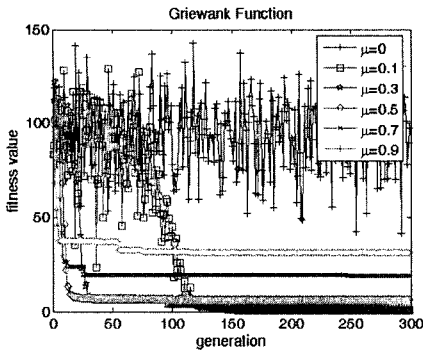 Griewank Function
150
100
50
0
fitness value
μ=0
μ=0.1
μ=0.3
μ=0.5
μ=0.7
μ=0.9
0 50 100 150 200 250 300
generation